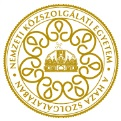 NEMZETI KÖZSZOLGÁLATI EGYETEM
A HAZA SZOLGÁLATÁBAN